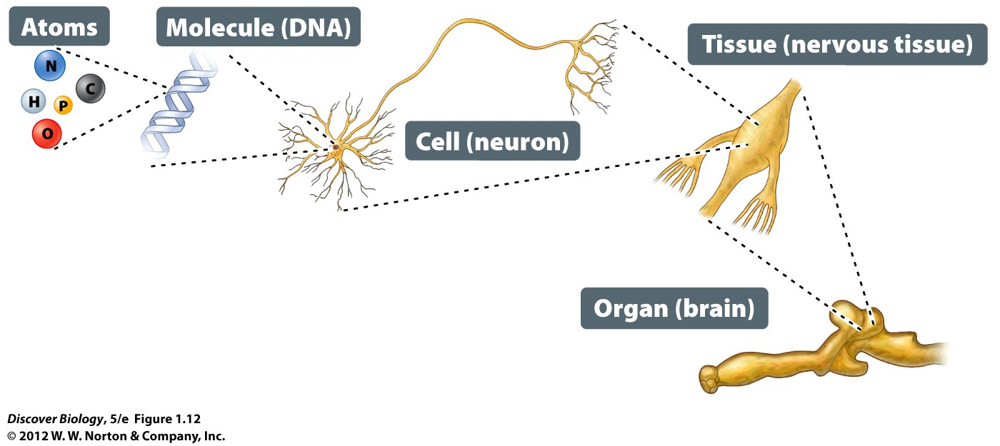 Atoms
Molecule (DNA)
Tissue (nervous tissue)
N
C
H
P
O
Cell (neuron)
Organ (brain)
Discover Biology, 5/e Figure 1.12
© 2012 W. W. Norton & Company, Inc.